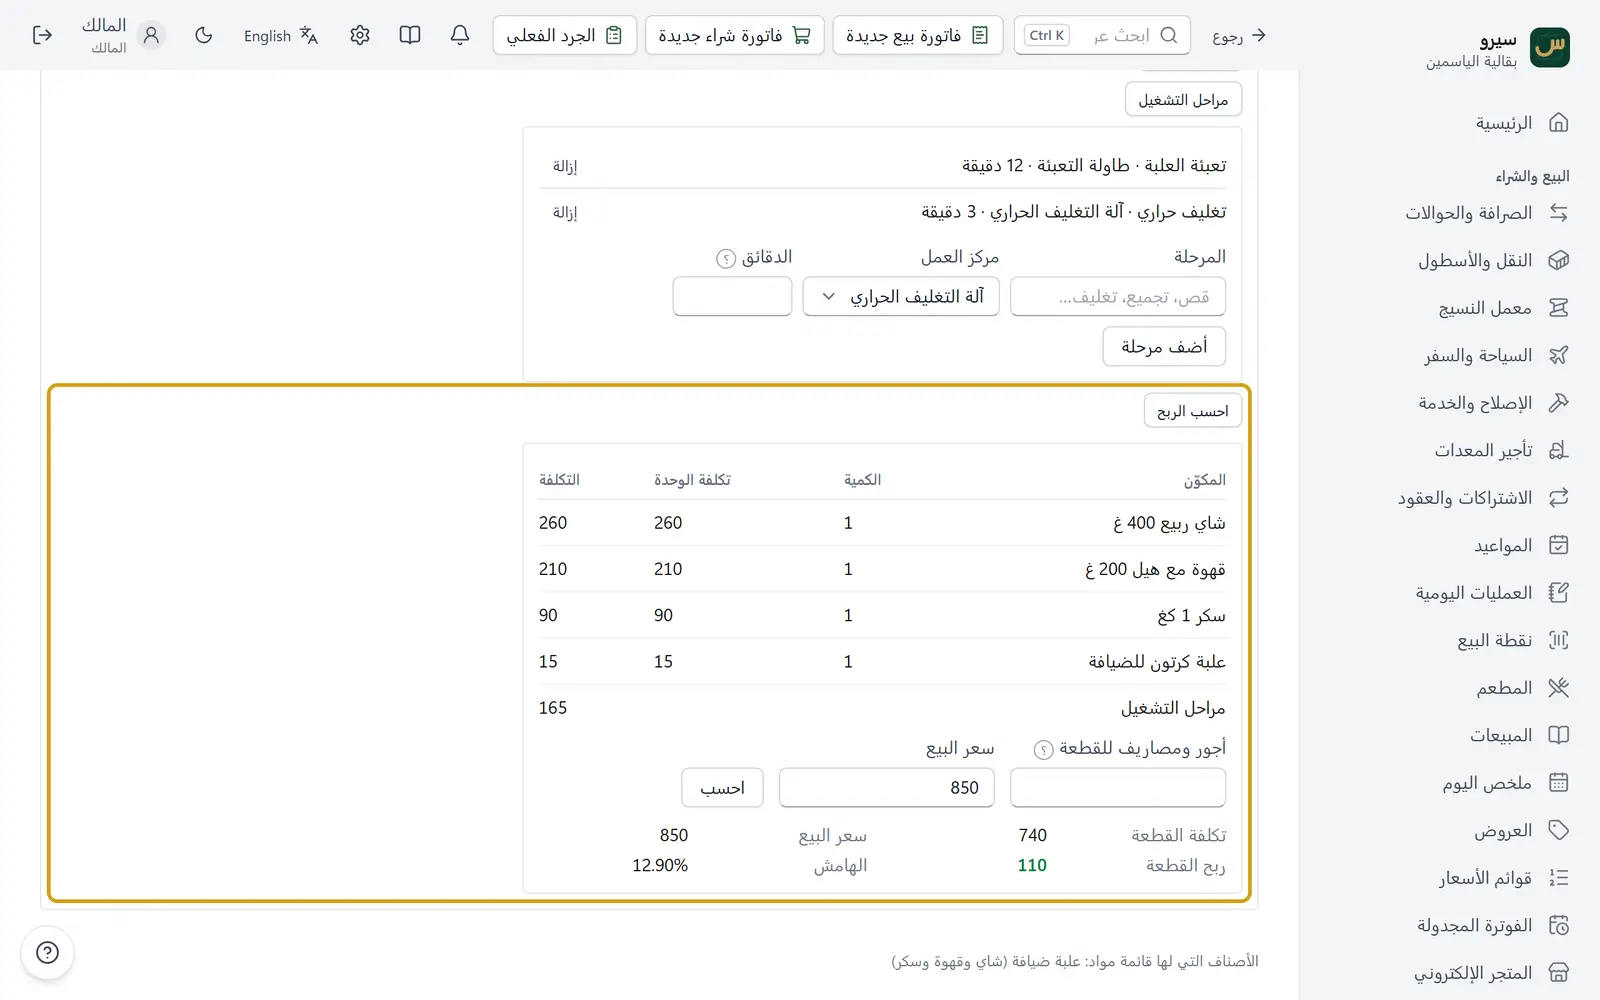 س
سيرو
بقالية الياسمين
رجوع
ابحث عن
Ctrl K
فاتورة بيع جديدة
فاتورة شراء جديدة
الجرد الفعلي
English
المالك
المالك
الرئيسية
البيع والشراء
الصرافة والحوالات
النقل والأسطول
معمل النسيج
السياحة والسفر
الإصلاح والخدمة
تأجير المعدات
الاشتراكات والعقود
المواعيد
العمليات اليومية
نقطة البيع
المطعم
المبيعات
ملخص اليوم
العروض
قوائم الأسعار
الفوترة المجدولة
المتجر الإلكتروني
مراحل التشغيل
تعبئة العلبة · طاولة التعبئة · 12 دقيقة
إزالة
تغليف حراري · آلة التغليف الحراري · 3 دقيقة
إزالة
المرحلة مركز العمل الدقائق ؟
قص، تجميع، تغليف... آلة التغليف الحراري
أضف مرحلة
احسب الربح
المكوّن الكمية تكلفة الوحدة التكلفة
شاي ربيع 400 غ 1 260 260
قهوة مع هيل 200 غ 1 210 210
سكر 1 كغ 1 90 90
علبة كرتون للضيافة 1 15 15
مراحل التشغيل 165
أجور ومصاريف للقطعة ؟ سعر البيع
850 احسب
تكلفة القطعة 740 سعر البيع 850
ربح القطعة 110 الهامش 12.90%
الأصناف التي لها قائمة مواد: علبة ضيافة (شاي وقهوة وسكر)